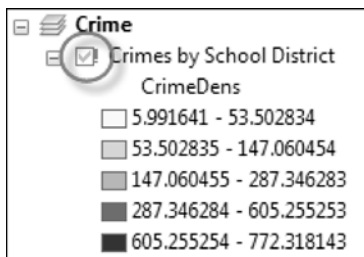 Crime
Crimes by School District
CrimeDens
5.991641 - 53.502834
53.502835 - 147.060454
147.060455 - 287.346283
287.346284 - 605.255253
605.255254 - 772.318143